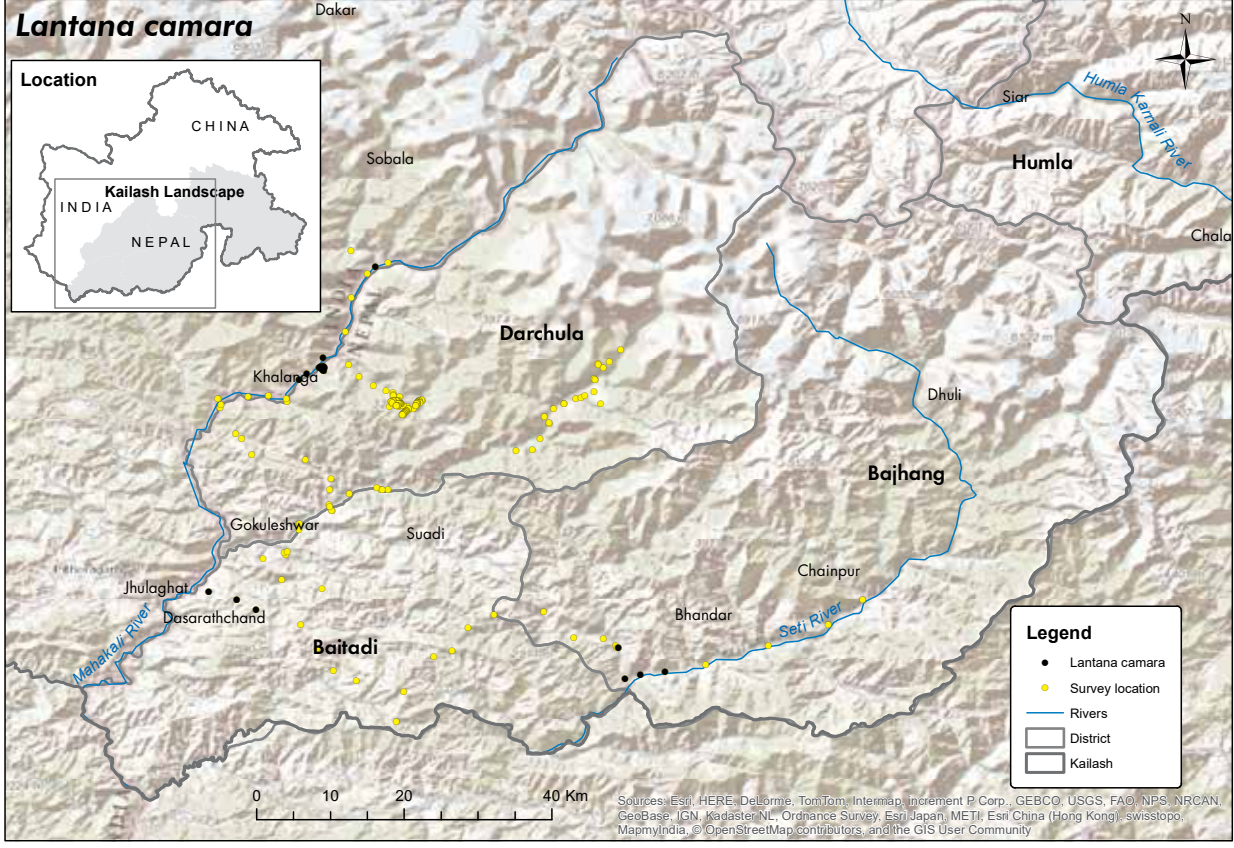 Lantana camara
Dakar
N
Location
CHINA
Kailash Landscape
INDIA
NEPAL
Siar
Humla Karnali River
Humla
Sobala
Chala
NEPAL
Darchula
Khalanga
Dhuli
Bajhang
Gokuleshwar
Suadi
Chainpur
Jhulaghat
Dasarathchand
Bhandar
Seti River
Mahakali River
Baitadi
Legend
Lantana camara
Survey location
Rivers
District
Kailash
0 10 20 40 Km
Sources: Esri, HERE, DeLorme, TomTom, Intermap, increment P Corp., GEBCO, USGS, FAO, NPS, NRCAN,
GeoBase, IGN, Kadaster NL, Ordnance Survey, Esri Japan, METI, Esri China (Hong Kong), swisstopo,
MapmyIndia, © OpenStreetMap contributors, and the GIS User Community